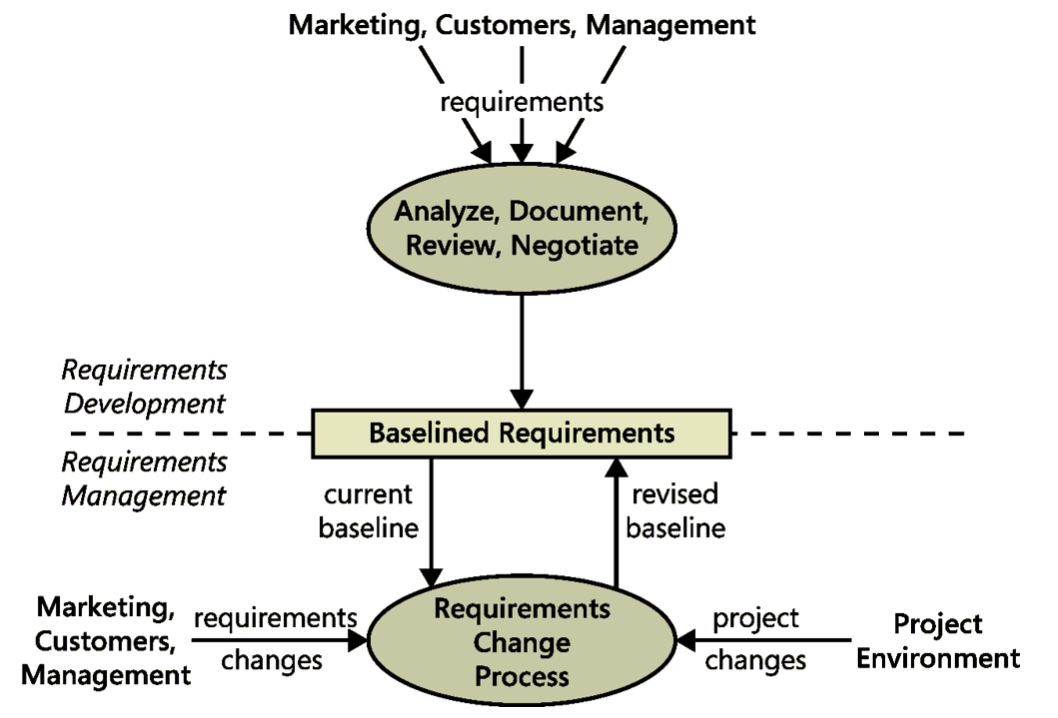 Marketing, Customers, Management
requirements
Analyze, Document,
Review, Negotiate
Requirements
Development
Baselined Requirements
Requirements
Management
current
baseline
revised
baseline
Marketing,
Customers,
Management
requirements
changes
Requirements
Change
Process
project
changes
Project
Environment